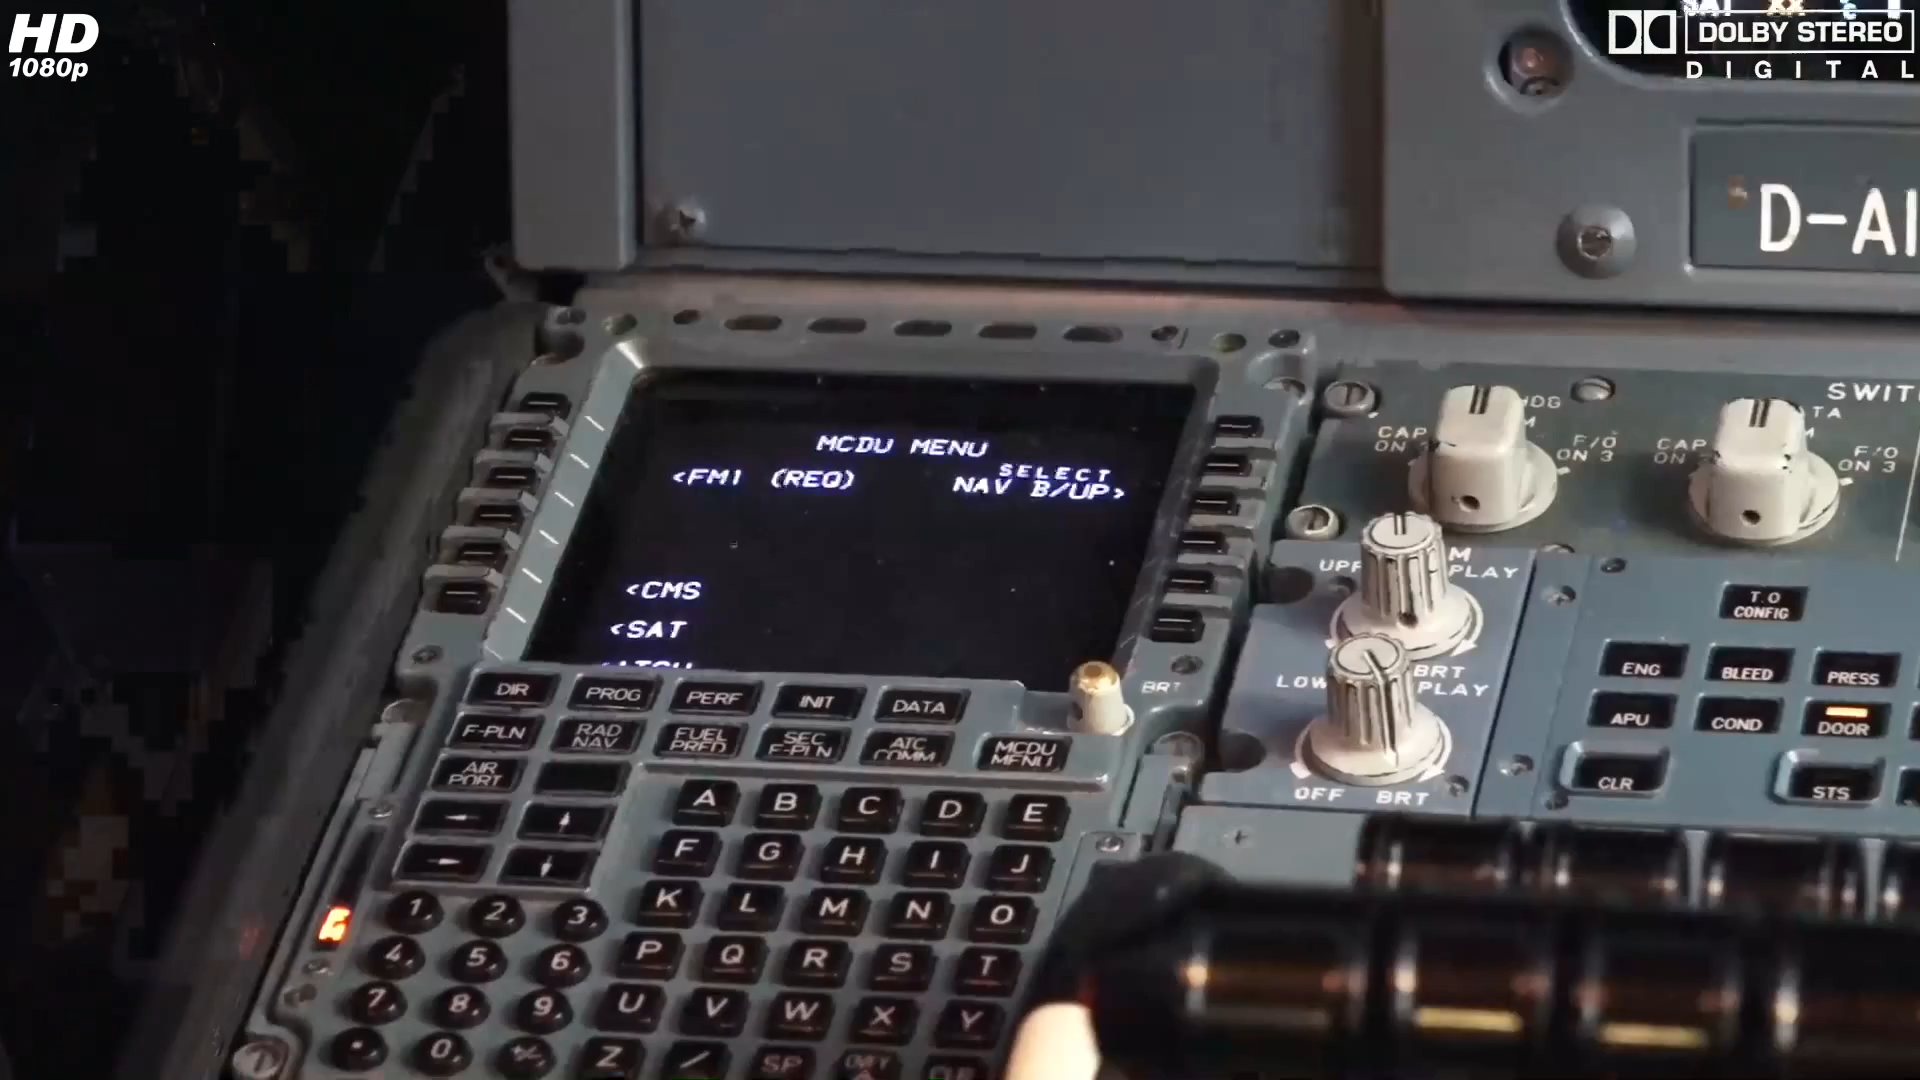 HD
1080p
DOLBY STEREO
DIGITAL
D-AI
MCDU MENU
<FM1 (REQ)
SELECT
NAV B/UP>
<CMS
<SAT
BRT
DIR PROG PERF INIT DATA
F-PLN RAD NAV FUEL PRED SEC F-PLN ATC COMM MCDU MENU
AIR PORT
← ↑
→ ↓
A B C D E
F G H I J
K L M N O
P Q R S T
U V W X Y
Z / SP
1 2 3
4 5 6
7 8 9
. 0 +/-
SWIT
CAP ON
F/O ON 3
CAP ON
F/O ON 3
UPP
PLAY
BRT
LOW
PLAY
OFF BRT
T.O CONFIG
ENG BLEED PRESS
APU COND DOOR
CLR STS